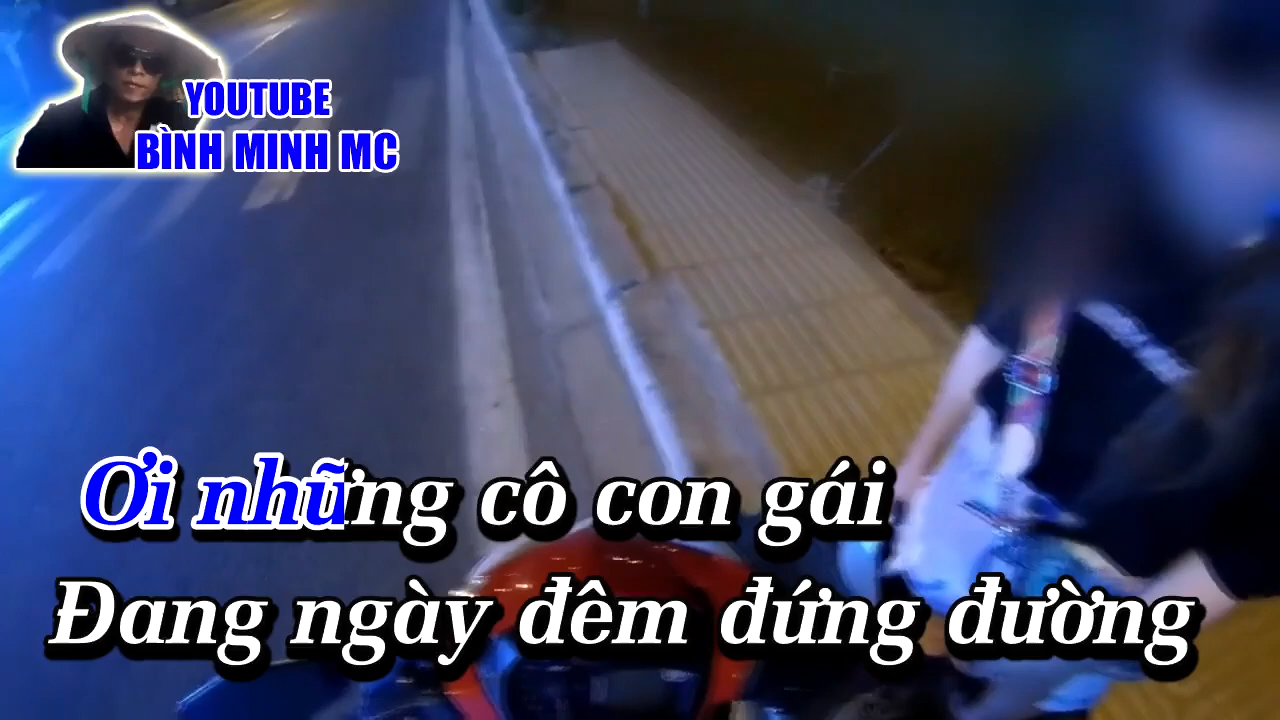 YOUTUBE
BÌNH MINH MC
Ơi những cô con gái
Đang ngày đêm đứng đường